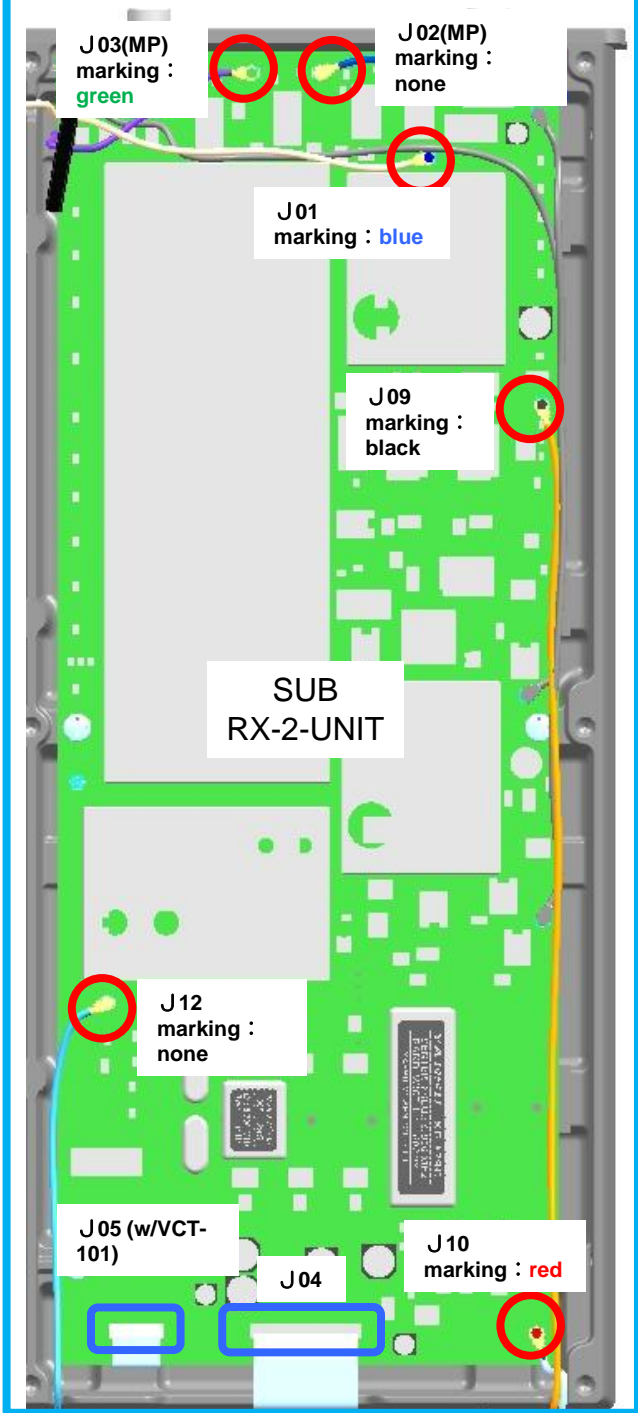 J03(MP)
marking：
green
J02(MP)
marking：
none
J01
marking：blue
J09
marking：
black
SUB
RX-2-UNIT
J12
marking：
none
J05 (w/VCT-
101)
J04
J10
marking：red